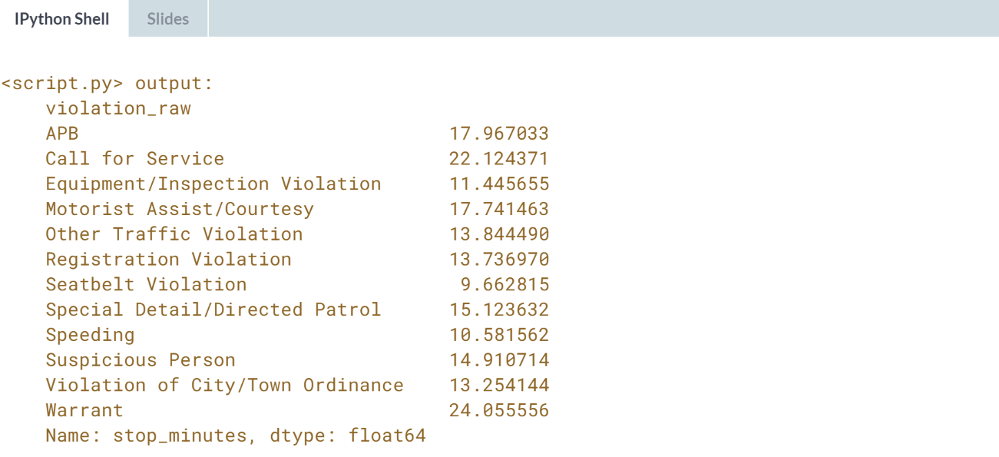 IPython Shell Slides
<script.py> output:
violation_raw
APB 17.967033
Call for Service 22.124371
Equipment/Inspection Violation 11.445655
Motorist Assist/Courtesy 17.741463
Other Traffic Violation 13.844490
Registration Violation 13.736970
Seatbelt Violation 9.662815
Special Detail/Directed Patrol 15.123632
Speeding 10.581562
Suspicious Person 14.910714
Violation of City/Town Ordinance 13.254144
Warrant 24.055556
Name: stop_minutes, dtype: float64